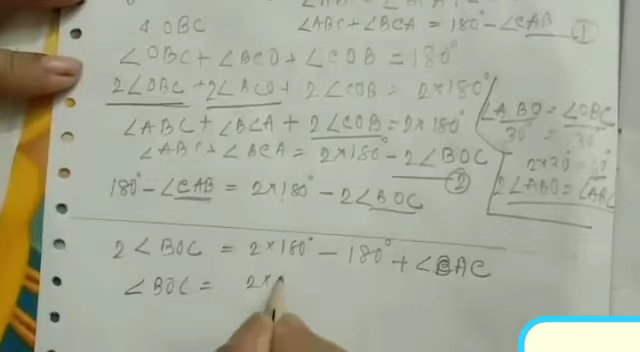 △ OBC
∠ABC+∠BCA = 180°-∠CAB ①
∠OBC+∠BCO+∠COB = 180°
2∠OBC +2∠BCO+ 2∠COB = 2×180°
∠ABC+∠BCA + 2∠COB = 2×180°
∠ABC+∠BCA = 2×180° - 2∠BOC ②
180°-∠CAB = 2×180° - 2∠BOC
∠ABO = ∠OBC
30° = 30
2∠ABO = ∠ABC
2∠BOC = 2×180° - 180° + ∠BAC
∠BOC = 2×